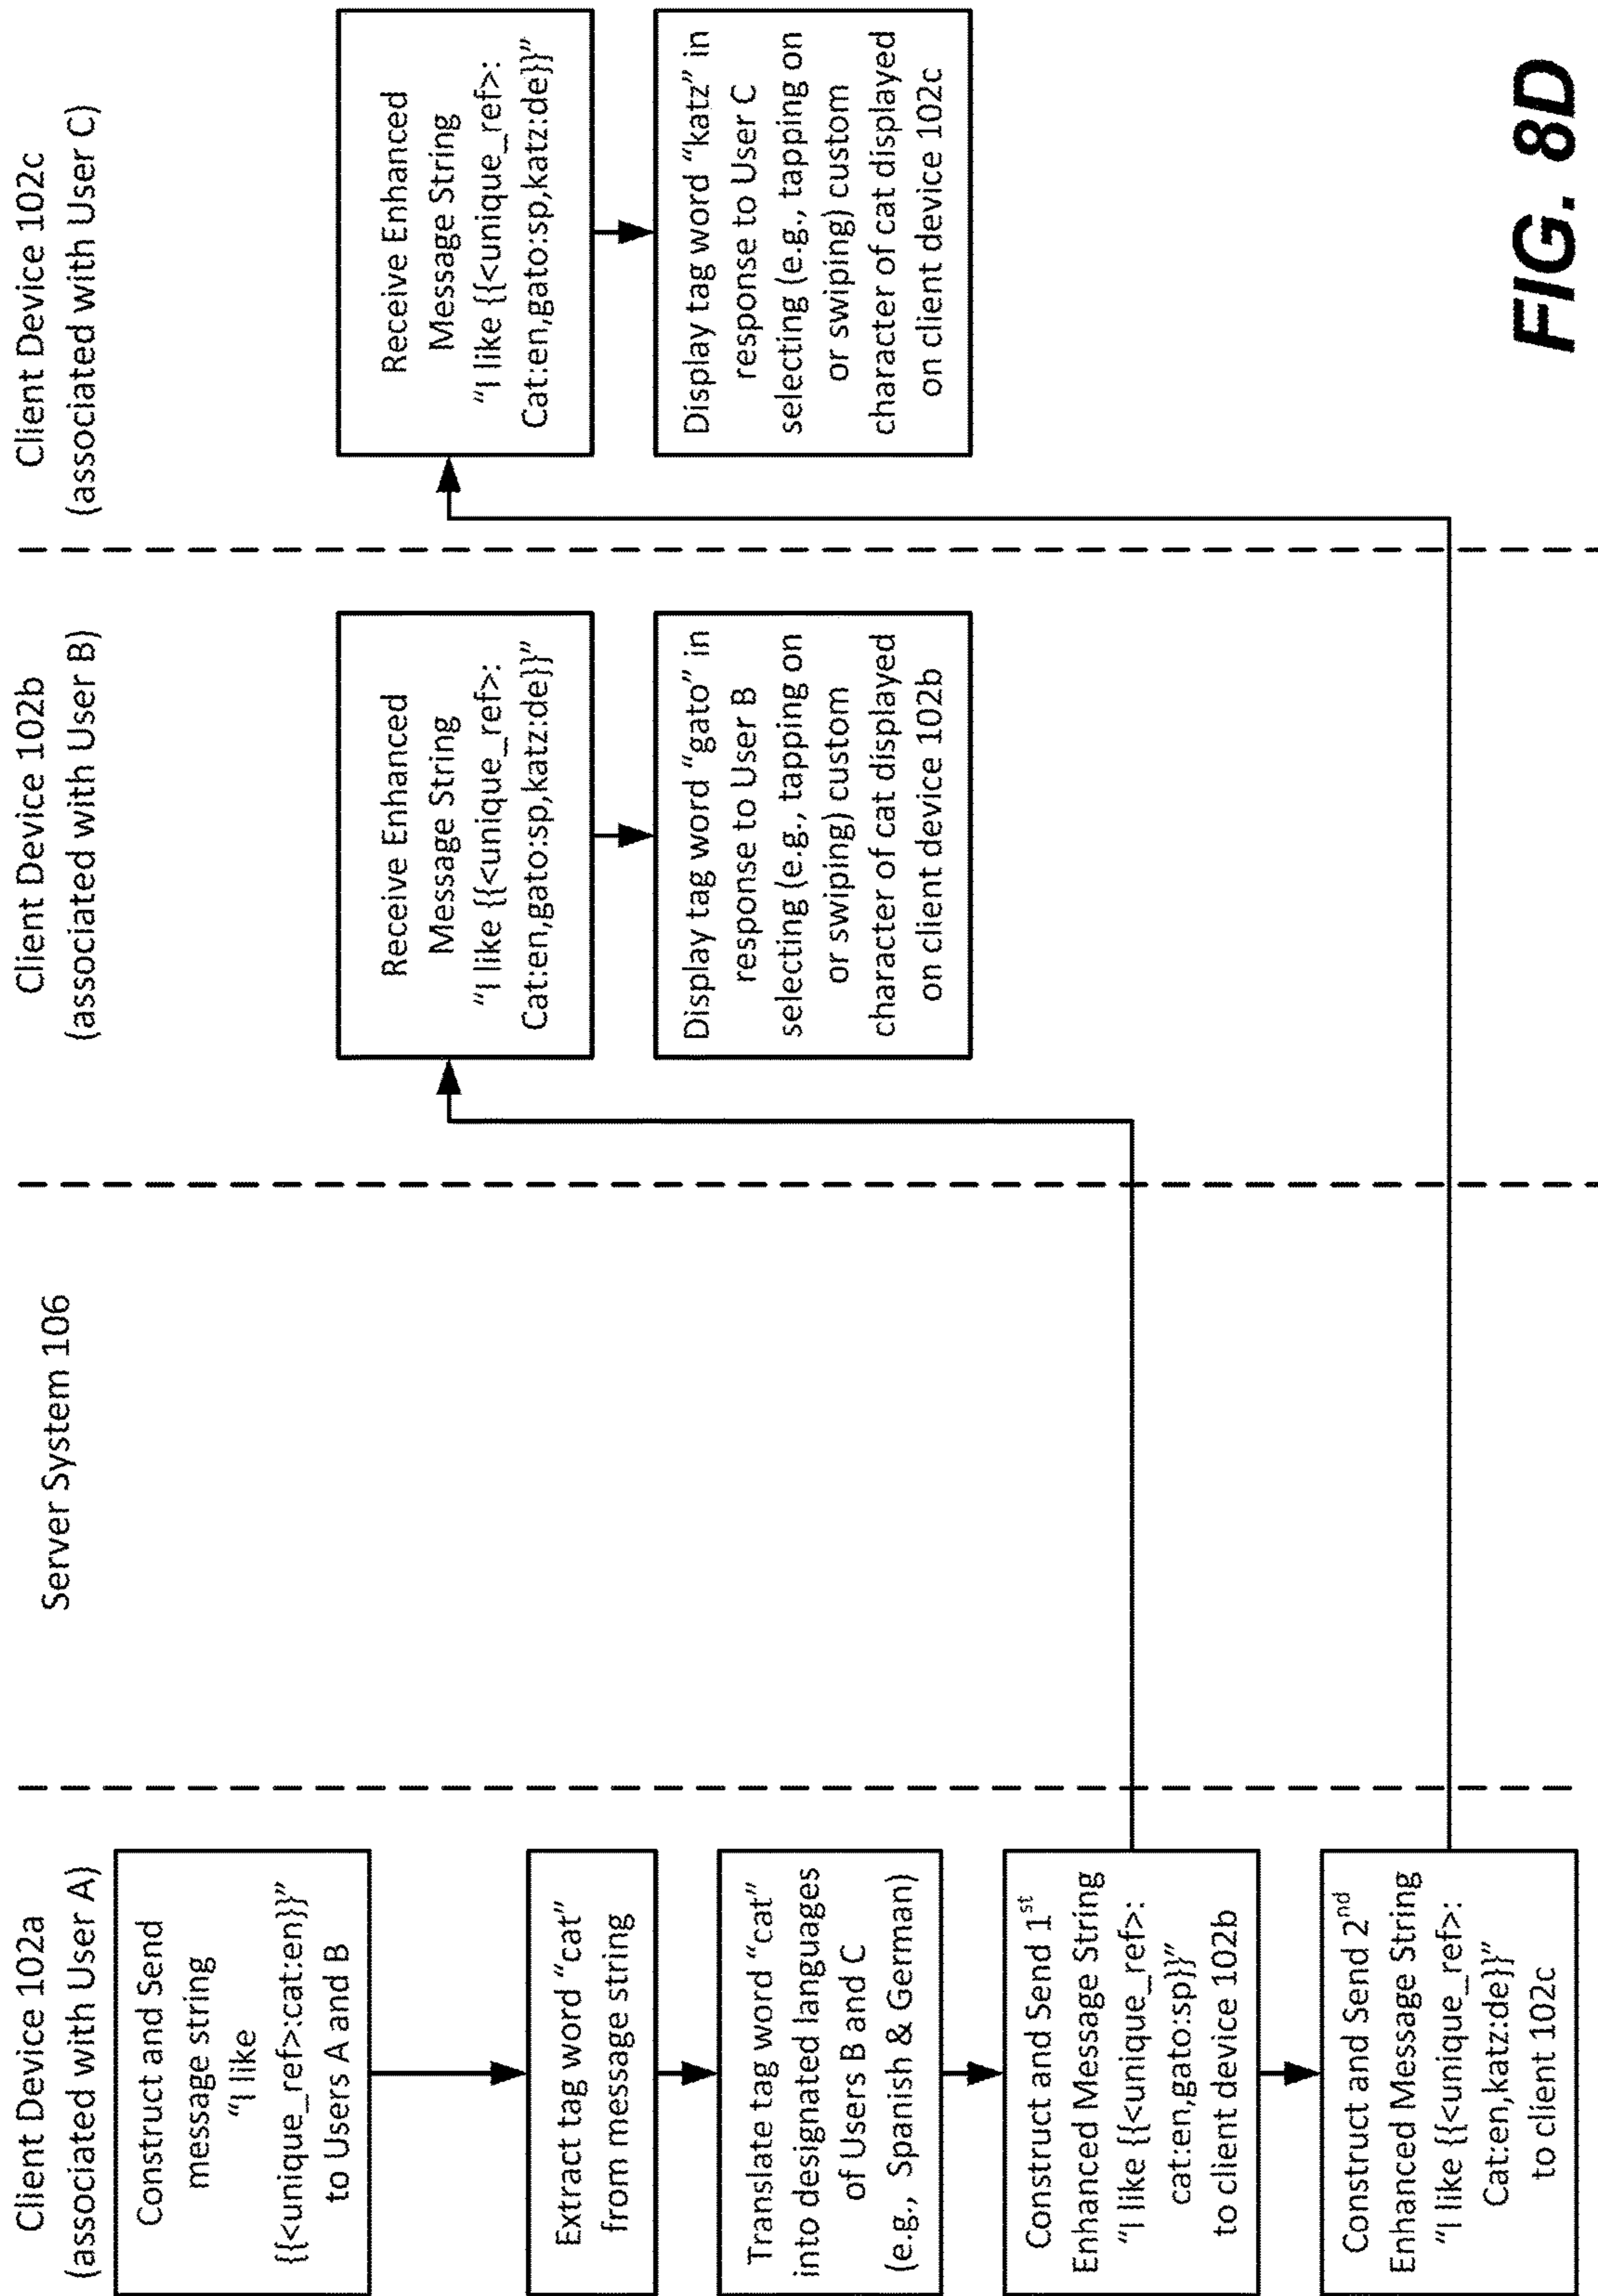 Client Device 102a
(associated with User A)
Construct and Send
message string
“I like
{{<unique_ref>:cat:en}}”
to Users A and B
Extract tag word “cat”
from message string
Translate tag word “cat”
into designated languages
of Users B and C
(e.g., Spanish & German)
Construct and Send 1st
Enhanced Message String
“I like {{<unique_ref>:
cat:en,gato:sp}}”
to client device 102b
Construct and Send 2nd
Enhanced Message String
“I like {{<unique_ref>:
Cat:en,katz:de}}”
to client 102c
Server System 106
Client Device 102b
(associated with User B)
Receive Enhanced
Message String
“I like {{<unique_ref>:
Cat:en,gato:sp,katz:de}}”
Display tag word “gato” in
response to User B
selecting (e.g., tapping on
or swiping) custom
character of cat displayed
on client device 102b
Client Device 102c
(associated with User C)
Receive Enhanced
Message String
“I like {{<unique_ref>:
Cat:en,gato:sp,katz:de}}”
Display tag word “katz” in
response to User C
selecting (e.g., tapping on
or swiping) custom
character of cat displayed
on client device 102c
FIG. 8D